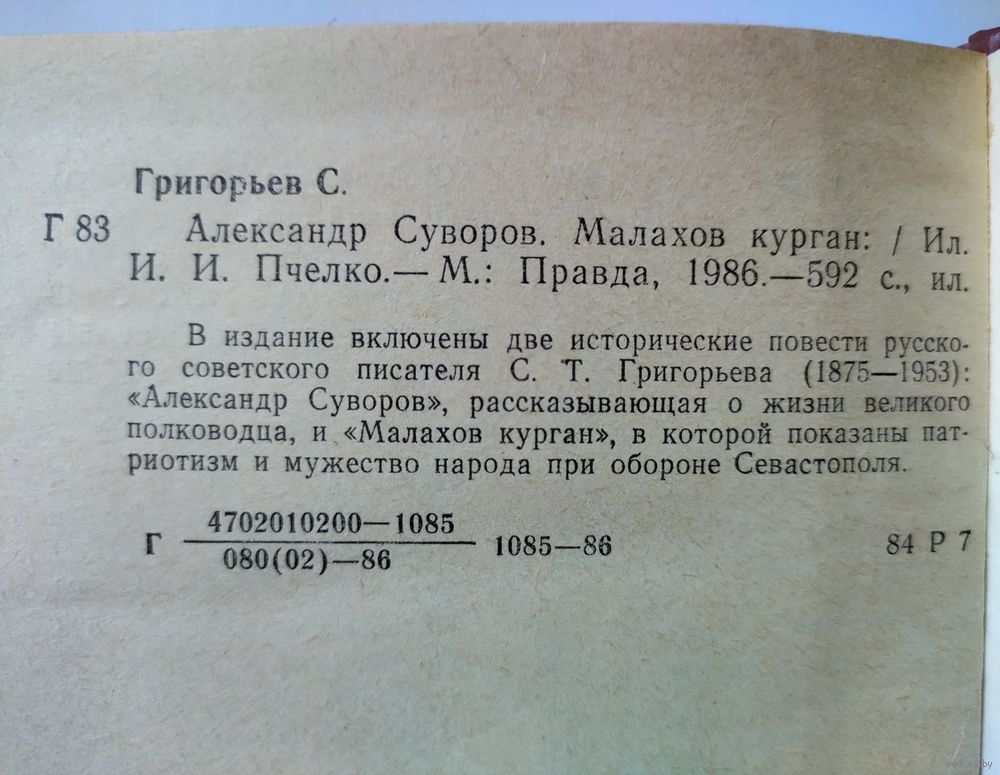 Григорьев С.
Г 83 Александр Суворов. Малахов курган: / Ил.
И. И. Пчелко.— М.: Правда, 1986.—592 с., ил.
В издание включены две исторические повести русско-
го советского писателя С. Т. Григорьева (1875—1953):
«Александр Суворов», рассказывающая о жизни великого
полководца, и «Малахов курган», в которой показаны пат-
риотизм и мужество народа при обороне Севастополя.
4702010200—1085
Г 1085—86 84 Р 7
080(02)—86